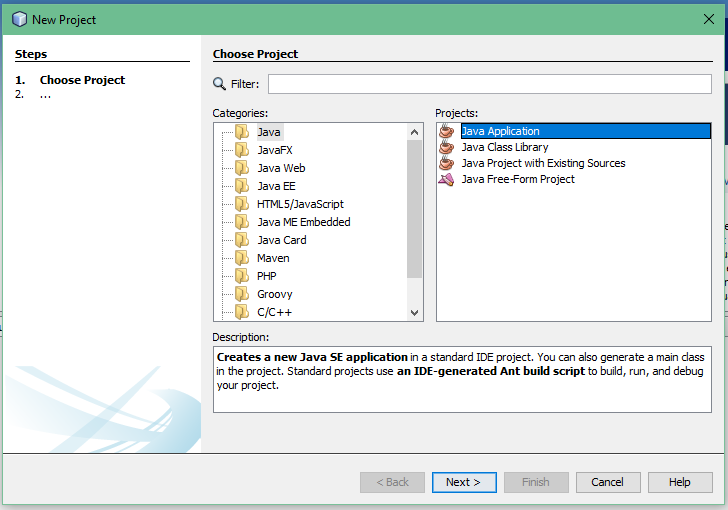 New Project
Steps
1. Choose Project
2. ...
Choose Project
Filter:
Categories:
Java
JavaFX
Java Web
Java EE
HTML5/JavaScript
Java ME Embedded
Java Card
Maven
PHP
Groovy
C/C++
Projects:
Java Application
Java Class Library
Java Project with Existing Sources
Java Free-Form Project
Description:
Creates a new Java SE application in a standard IDE project. You can also generate a main class
in the project. Standard projects use an IDE-generated Ant build script to build, run, and debug
your project.
< Back
Next >
Finish
Cancel
Help